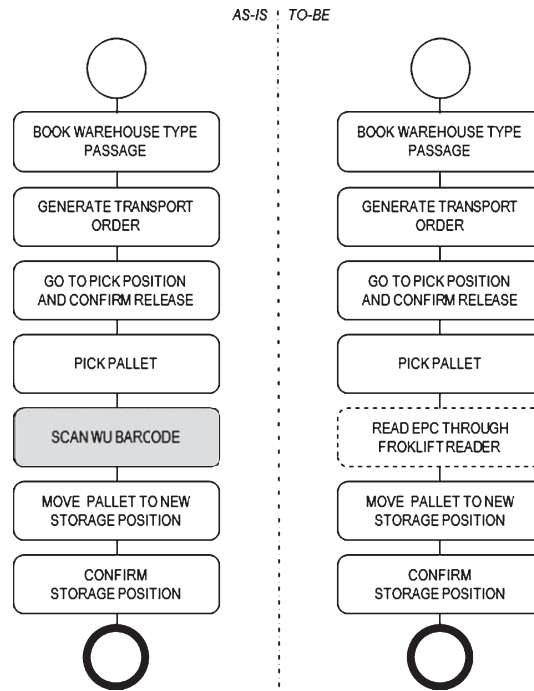 AS-IS TO-BE
BOOK WAREHOUSE TYPE
PASSAGE
GENERATE TRANSPORT
ORDER
GO TO PICK POSITION
AND CONFIRM RELEASE
PICK PALLET
SCAN WU BARCODE
MOVE PALLET TO NEW
STORAGE POSITION
CONFIRM
STORAGE POSITION
BOOK WAREHOUSE TYPE
PASSAGE
GENERATE TRANSPORT
ORDER
GO TO PICK POSITION
AND CONFIRM RELEASE
PICK PALLET
READ EPC THROUGH
FROKLIFT READER
MOVE PALLET TO NEW
STORAGE POSITION
CONFIRM
STORAGE POSITION